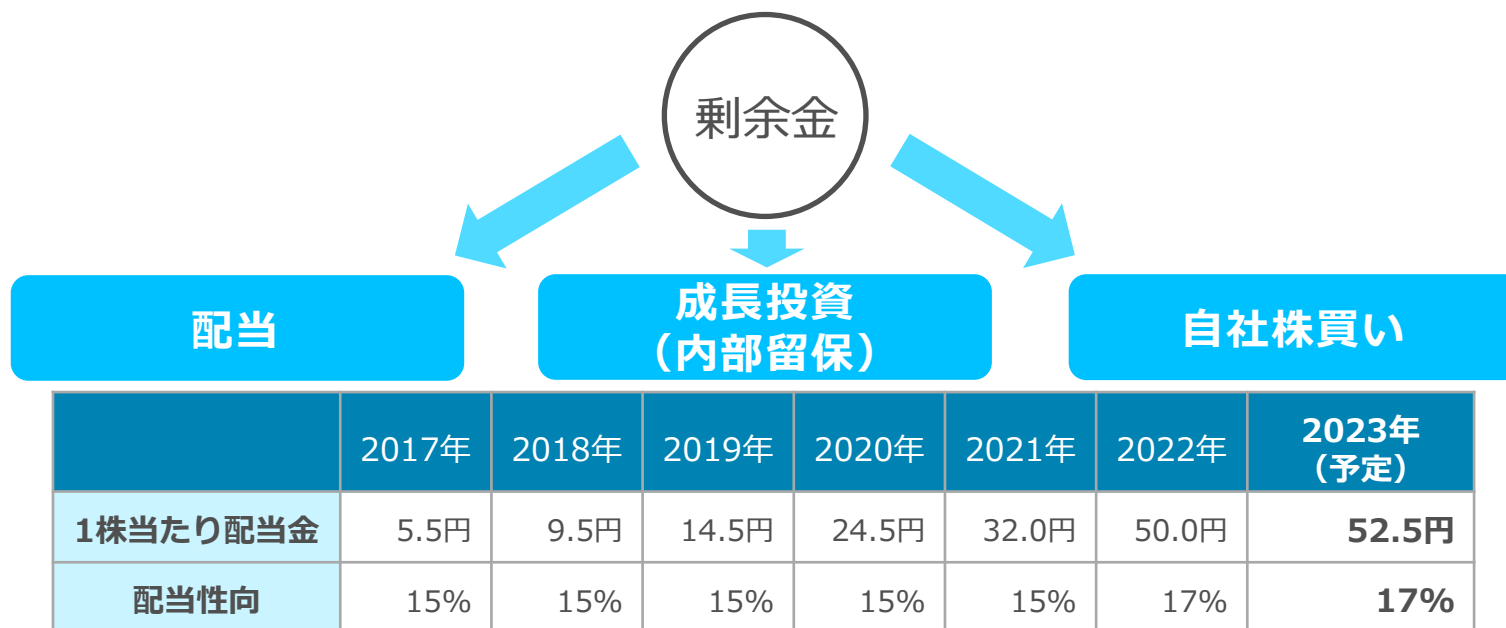 剰余金
配当
成長投資
（内部留保）
自社株買い
2017年 2018年 2019年 2020年 2021年 2022年 2023年
（予定）
1株当たり配当金 5.5円 9.5円 14.5円 24.5円 32.0円 50.0円 52.5円
配当性向 15% 15% 15% 15% 15% 17% 17%